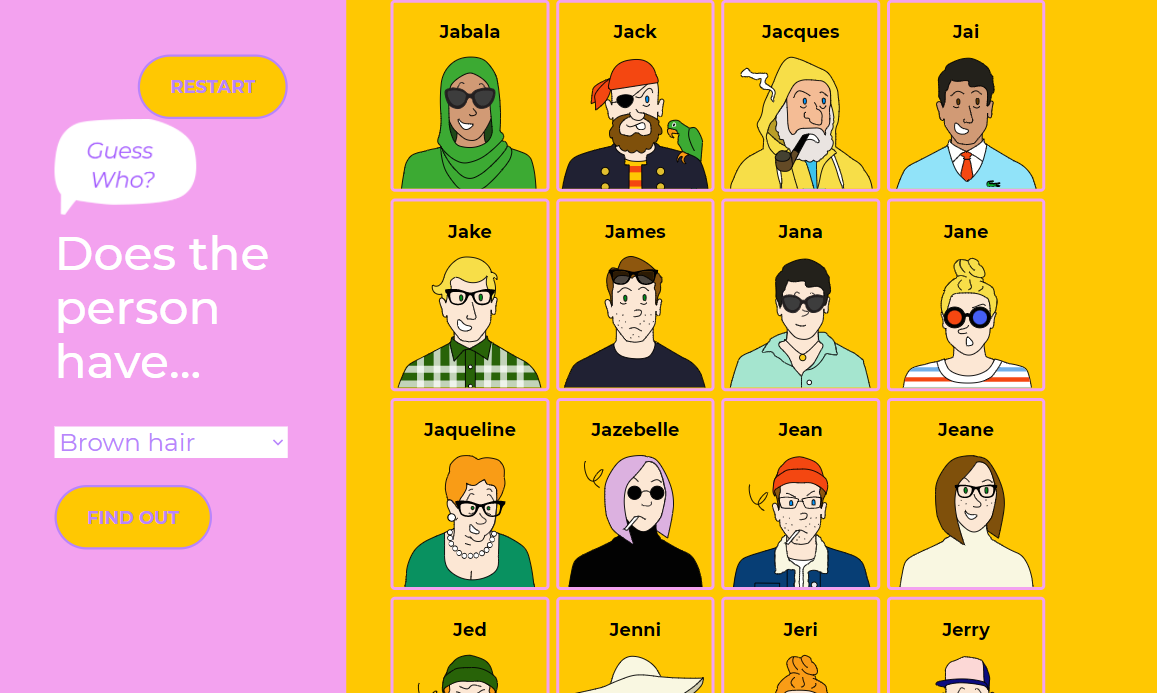 RESTART
Guess
Who?
Does the
person
have...
Brown hair
FIND OUT
Jabala
Jack
Jacques
Jai
Jake
James
Jana
Jane
Jaqueline
Jazebelle
Jean
Jeane
Jed
Jenni
Jeri
Jerry